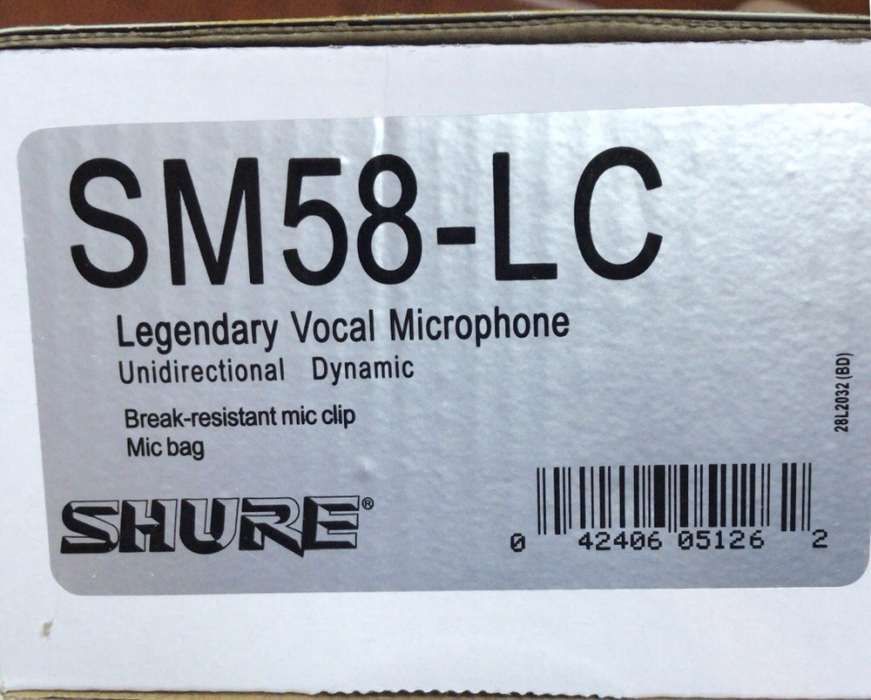 SM58-LC
Legendary Vocal Microphone
Unidirectional Dynamic
Break-resistant mic clip
Mic bag
28L2032 (BD)
SHURE®
0 42406 05126 2